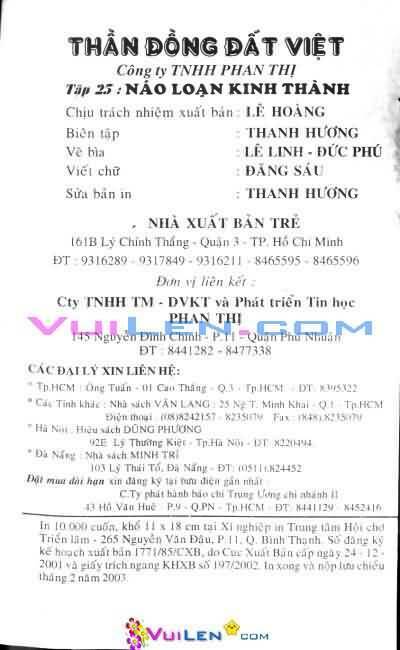 THẦN ĐỒNG ĐẤT VIỆT
Công ty TNHH PHAN THỊ
Tập 25 : NÁO LOẠN KINH THÀNH
Chịu trách nhiệm xuất bản : LÊ HOÀNG
Biên tập : THANH HƯƠNG
Vẽ bìa : LÊ LINH - ĐỨC PHÚ
Viết chữ : ĐĂNG SÁU
Sửa bản in : THANH HƯƠNG
NHÀ XUẤT BẢN TRẺ
161B Lý Chính Thắng - Quận 3 - TP. Hồ Chí Minh
ĐT : 9316289 - 9317849 - 9316211 - 8465595 - 8465596
Đơn vị liên kết :
Cty TNHH TM - DVKT và Phát triển Tin học
PHAN THỊ
VUILEN.COM
145 Nguyễn Đình Chính - P.11 - Quận Phú Nhuận
ĐT : 8441282 - 8477338
CÁC ĐẠI LÝ XIN LIÊN HỆ:
* Tp.HCM : Ông Tuấn - 01 Cao Thắng - Q.3 - Tp.HCM - ĐT: 8395322
* Các Tỉnh khác : Nhà sách VĂN LANG : 25 Ng.T. Minh Khai - Q.1 - Tp.HCM
Điện thoại : (08)8242157 - 8235079 Fax : (848).8235079
* Hà Nội : Hiệu sách DŨNG PHƯƠNG
92E Lý Thường Kiệt - Tp.Hà Nội - ĐT: 8220494
* Đà Nẵng : Nhà sách MINH TRÍ
103 Lý Thái Tổ, Đà Nẵng - ĐT: (0511).824452
Đặt mua dài hạn xin đăng ký tại bưu điện gần nhất :
C.Ty phát hành báo chí Trung Ương chi nhánh II
43 Hồ Văn Huê - P.9 - Q.PN - Tp.HCM - ĐT: 8441129 - 8452416
In 10.000 cuốn, khổ 11 x 18 cm tại Xí nghiệp in Trung tâm Hội chợ
Triển lãm - 265 Nguyễn Văn Đậu, P.11, Q. Bình Thạnh. Số đăng ký
kế hoạch xuất bản 1771/85/CXB, do Cục Xuất Bản cấp ngày 24 - 12 -
2001 và giấy trích ngang KHXB số 197/2002. In xong và nộp lưu chiểu
tháng 2 năm 2003.
VUILEN.COM